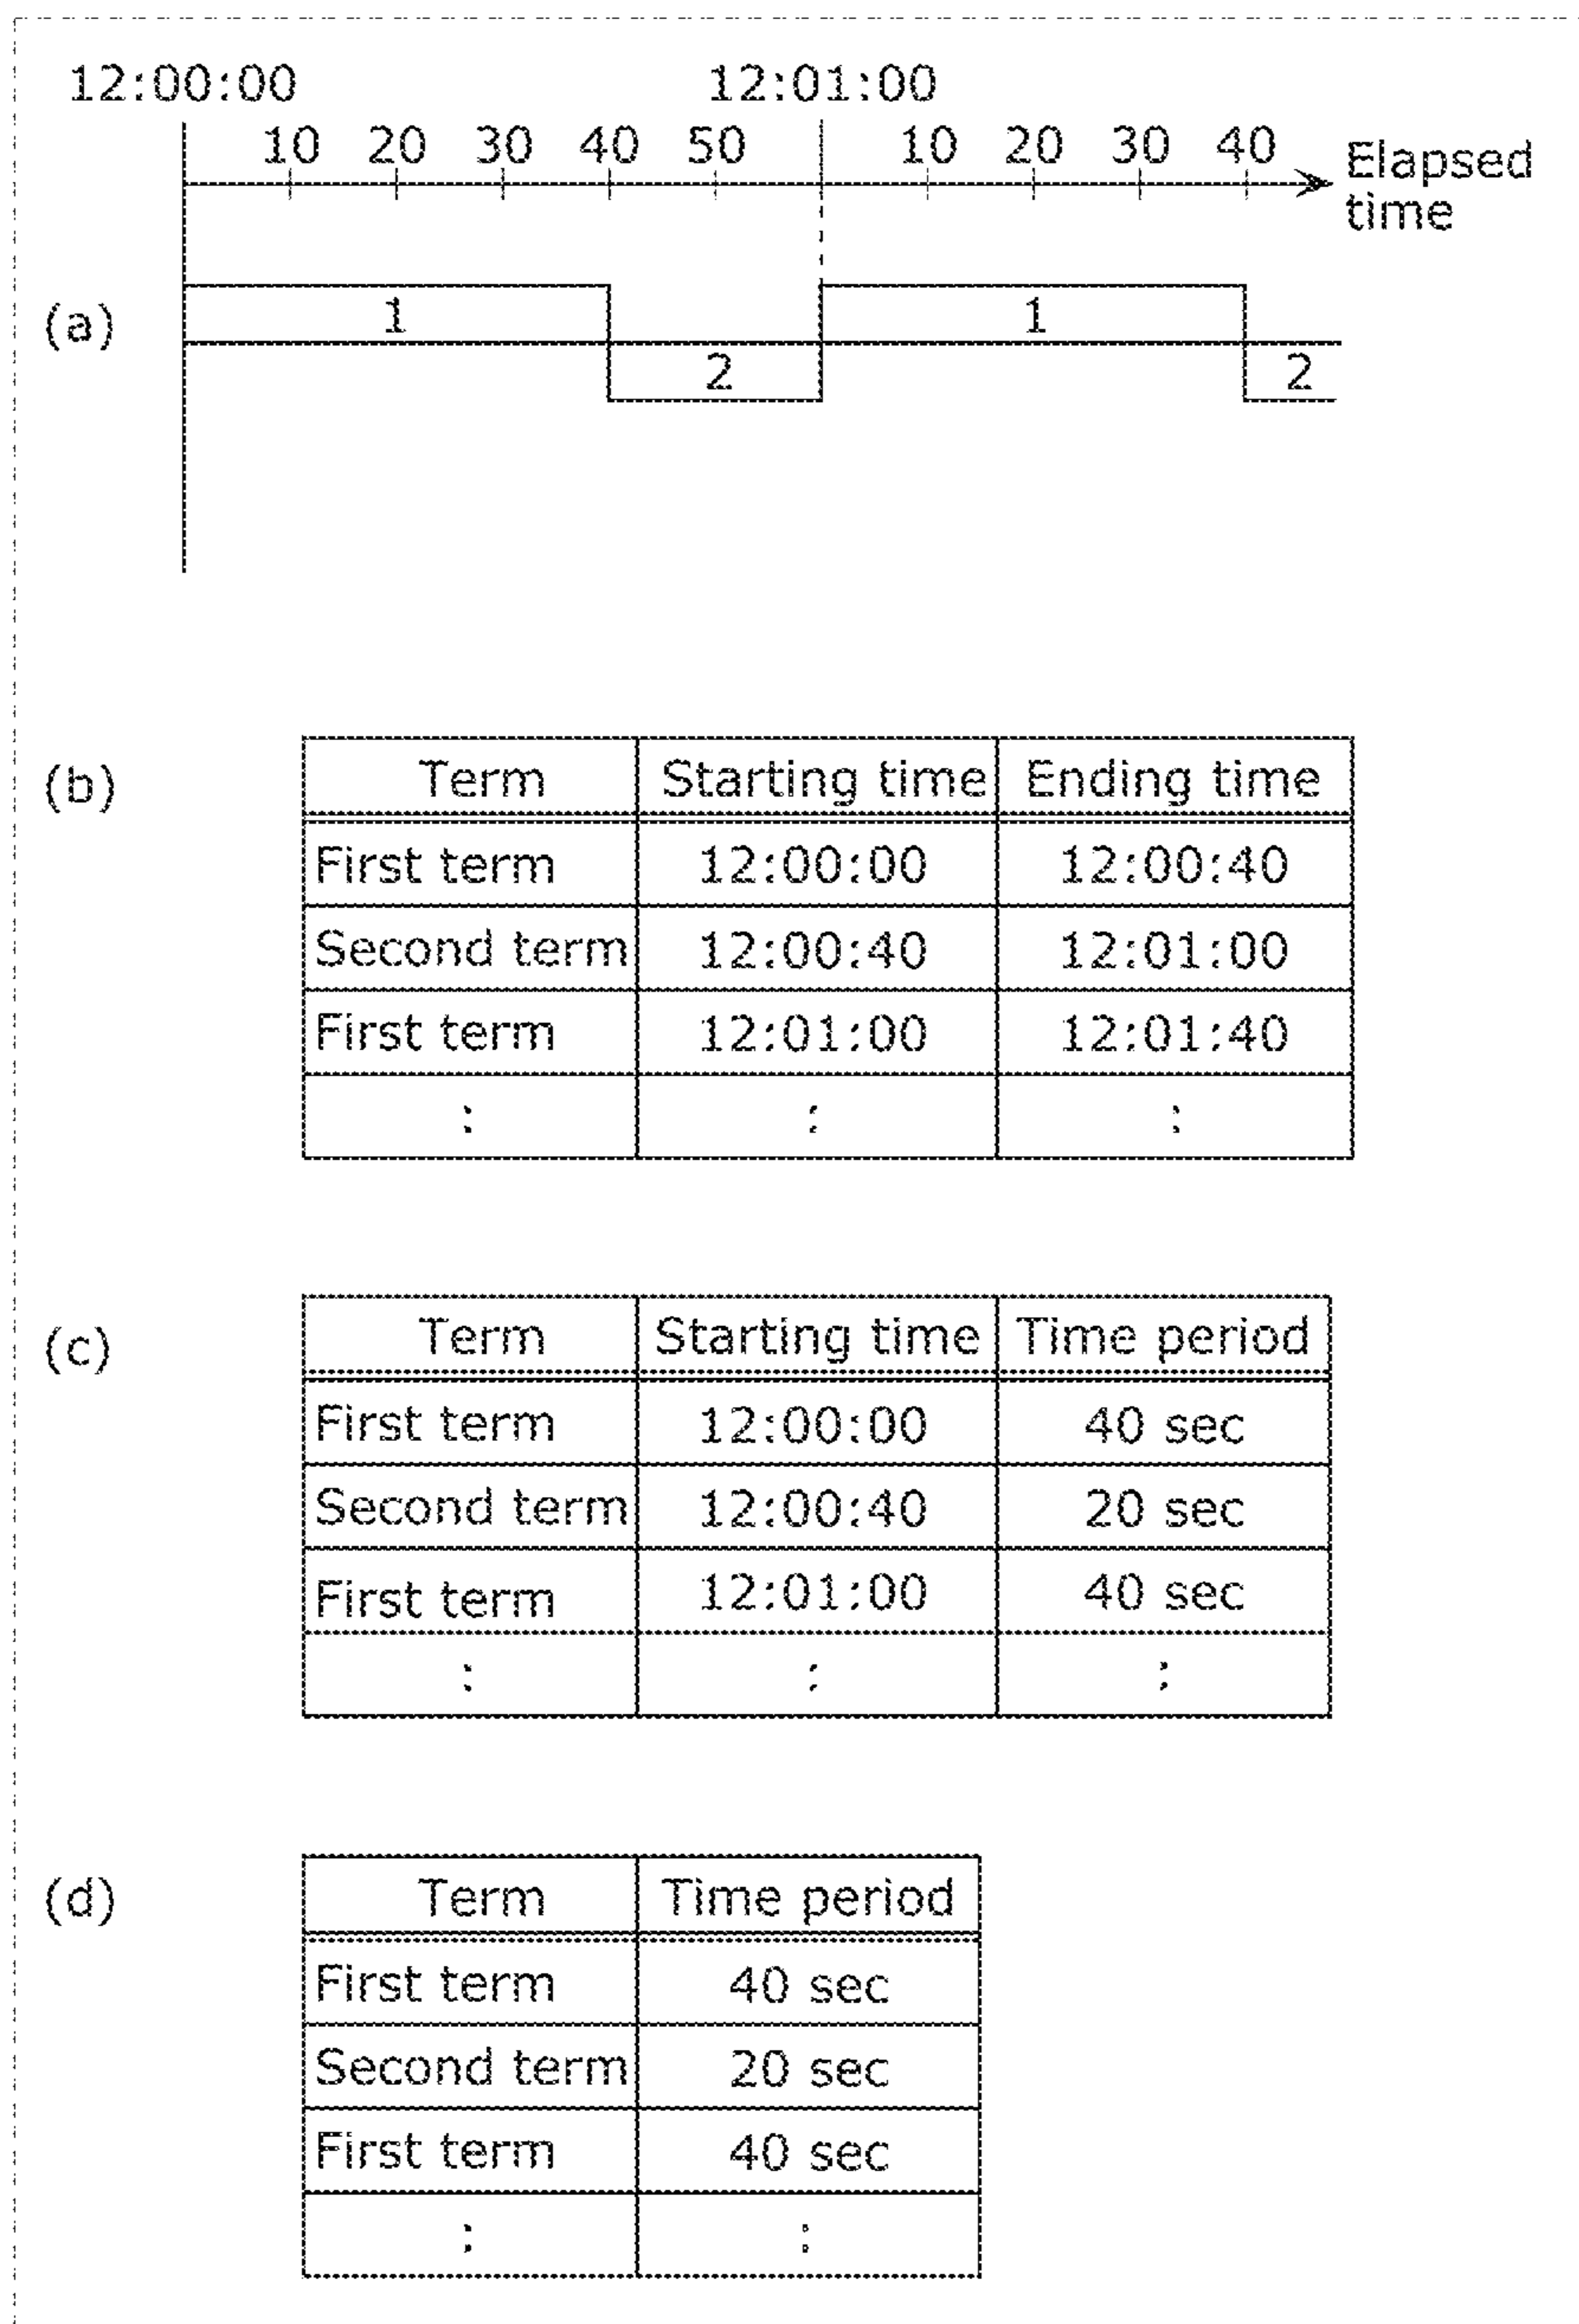 12:00:00 12:01:00
10 20 30 40 50 10 20 30 40 Elapsed
time
(a) 1 1
2 2
(b) Term Starting time Ending time
First term 12:00:00 12:00:40
Second term 12:00:40 12:01:00
First term 12:01:00 12:01:40
: : :
(c) Term Starting time Time period
First term 12:00:00 40 sec
Second term 12:00:40 20 sec
First term 12:01:00 40 sec
: : :
(d) Term Time period
First term 40 sec
Second term 20 sec
First term 40 sec
: :